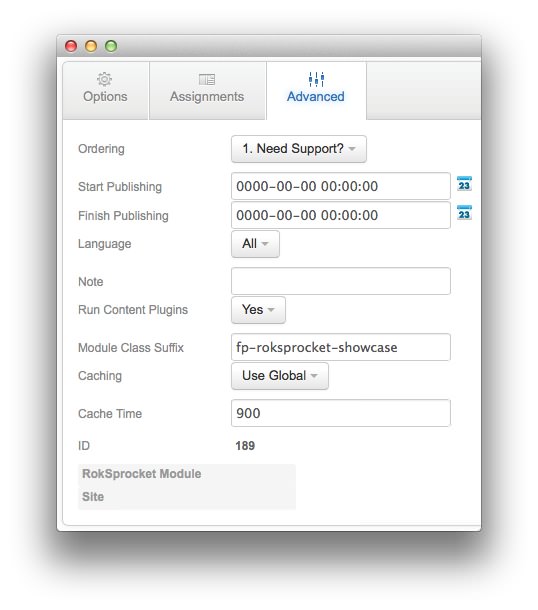 Options Assignments Advanced
Ordering 1. Need Support?
Start Publishing 0000-00-00 00:00:00 23
Finish Publishing 0000-00-00 00:00:00 23
Language All
Note
Run Content Plugins Yes
Module Class Suffix fp-roksprocket-showcase
Caching Use Global
Cache Time 900
ID 189
RokSprocket Module
Site